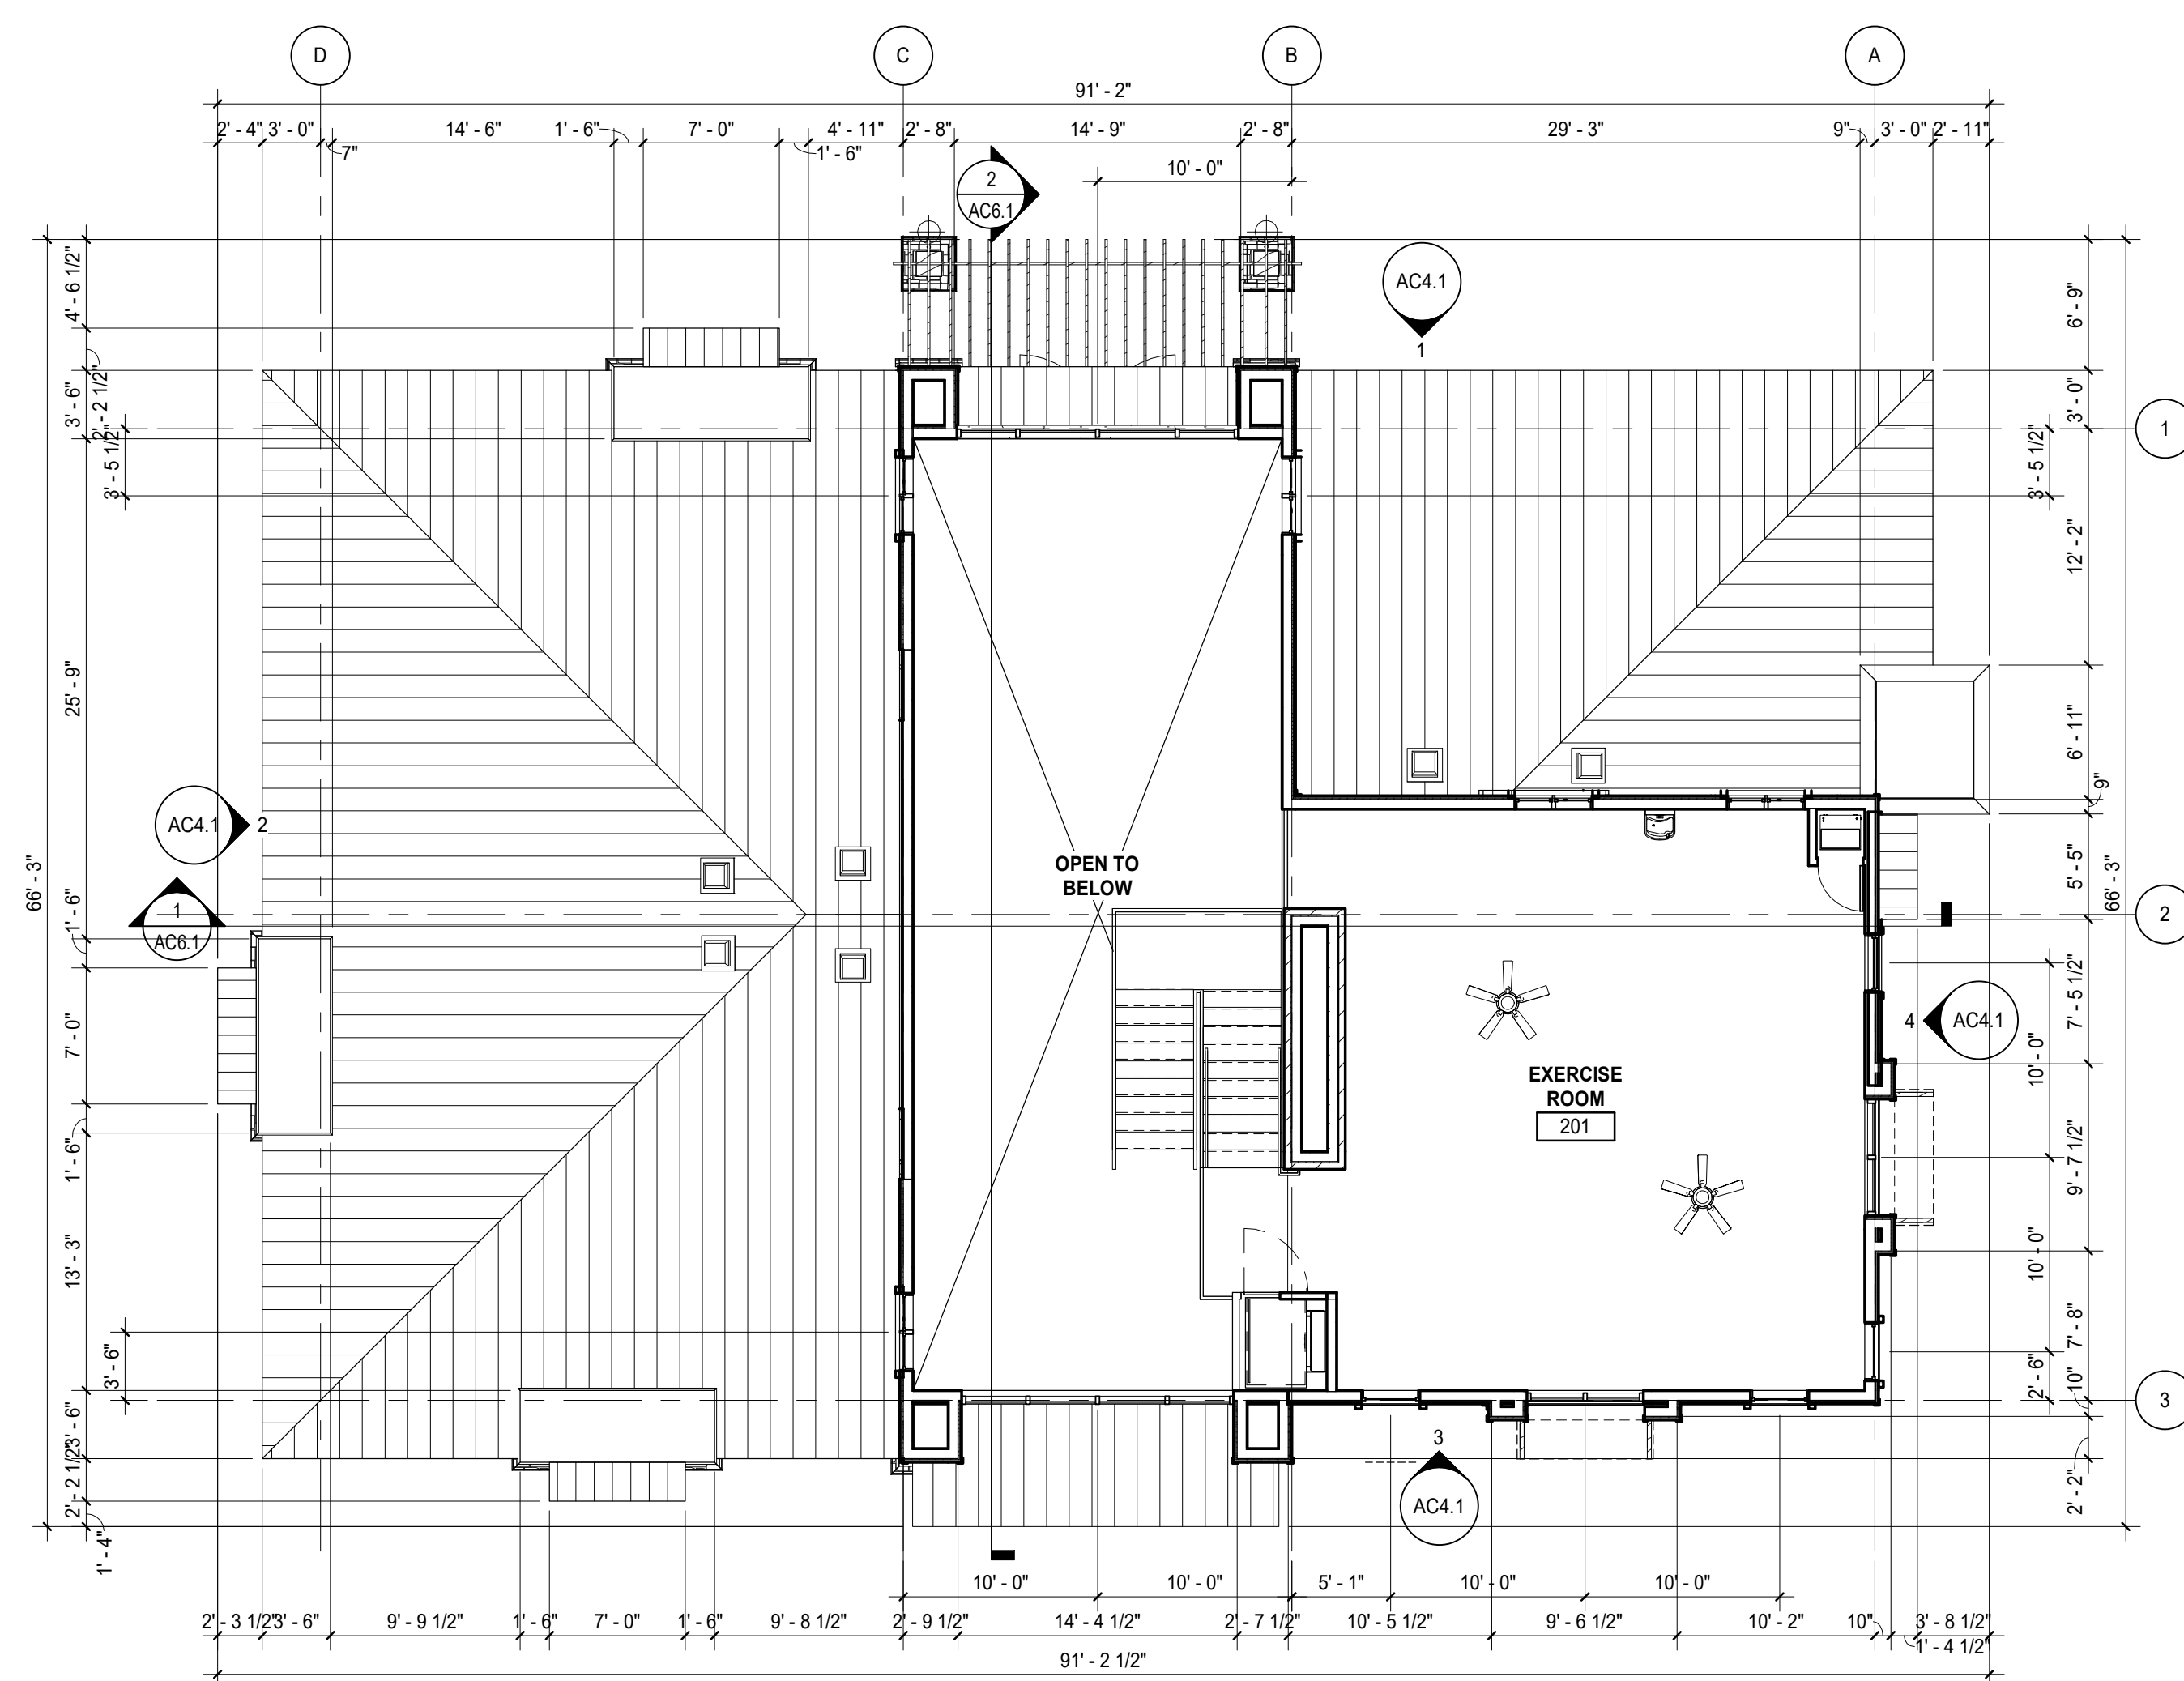 D
C
B
A
91' - 2"
2' - 4"
3' - 0"
7"
14' - 6"
1' - 6"
7' - 0"
1' - 6"
4' - 11"
2' - 8"
14' - 9"
2' - 8"
29' - 3"
9"
3' - 0"
2' - 11"
10' - 0"
2
AC6.1
AC4.1
1
4' - 6 1/2"
2' - 2 1/2"
3' - 6"
3' - 5 1/2"
25' - 9"
66' - 3"
1' - 6"
7' - 0"
1' - 6"
13' - 3"
3' - 6"
3' - 6"
2' - 2 1/2"
1' - 4"
AC4.1
2
1
AC6.1
OPEN TO
BELOW
EXERCISE
ROOM
201
6' - 9"
3' - 0"
1
3' - 5 1/2"
12' - 2"
6' - 11"
9"
5' - 5"
66' - 3"
2
7' - 5 1/2"
4
AC4.1
10' - 0"
9' - 7 1/2"
10' - 0"
7' - 8"
2' - 6"
10"
3
2' - 2"
3
AC4.1
10' - 0"
10' - 0"
5' - 1"
10' - 0"
10' - 0"
2' - 3 1/2"
3' - 6"
9' - 9 1/2"
1' - 6"
7' - 0"
1' - 6"
9' - 8 1/2"
2' - 9 1/2"
14' - 4 1/2"
2' - 7 1/2"
10' - 5 1/2"
9' - 6 1/2"
10' - 2"
10"
1' - 4 1/2"
3' - 8 1/2"
91' - 2 1/2"